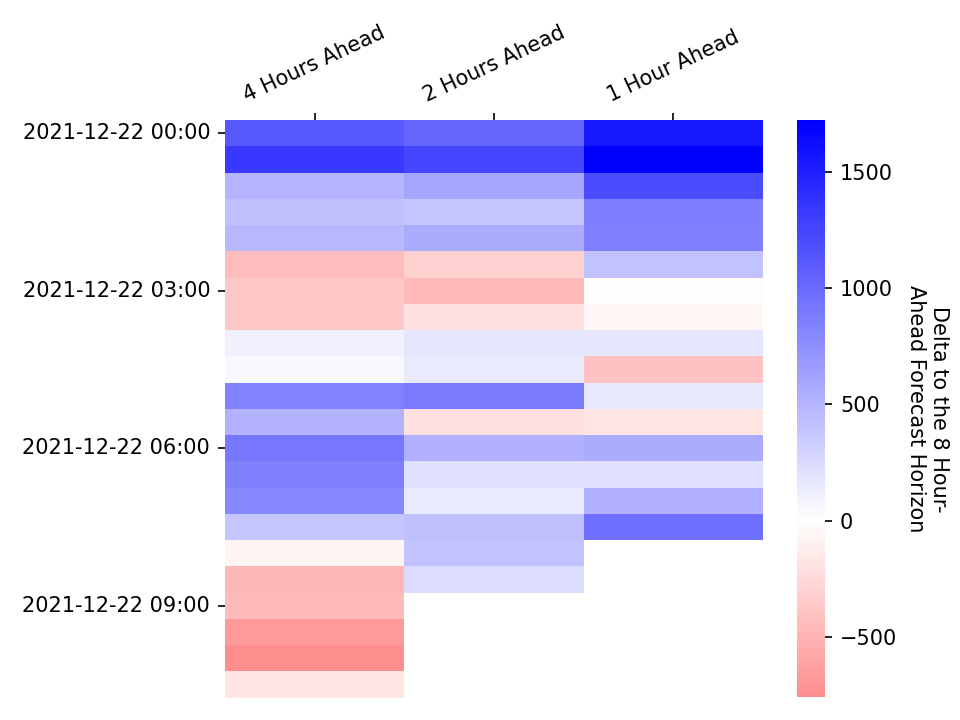 4 Hours Ahead
2 Hours Ahead
1 Hour Ahead
2021-12-22 00:00
2021-12-22 03:00
2021-12-22 06:00
2021-12-22 09:00
1500
1000
500
0
−500
Delta to the 8 Hour-
Ahead Forecast Horizon